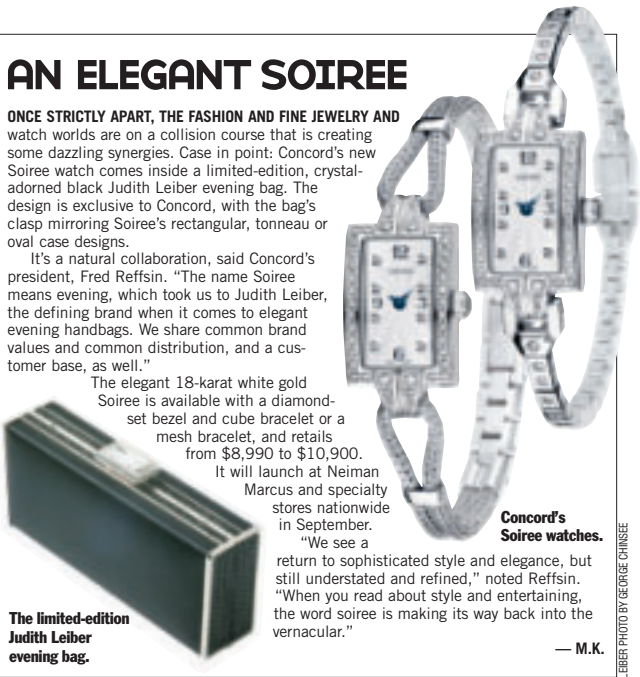 AN ELEGANT SOIREE
ONCE STRICTLY APART, THE FASHION AND FINE JEWELRY AND
watch worlds are on a collision course that is creating
some dazzling synergies. Case in point: Concord's new
Soiree watch comes inside a limited-edition, crystal-
adorned black Judith Leiber evening bag. The
design is exclusive to Concord, with the bag's
clasp mirroring Soiree's rectangular, tonneau or
oval case designs.
It's a natural collaboration, said Concord's
president, Fred Reffsin. "The name Soiree
means evening, which took us to Judith Leiber,
the defining brand when it comes to elegant
evening handbags. We share common brand
values and common distribution, and a cus-
tomer base, as well."
The elegant 18-karat white gold
Soiree is available with a diamond-
set bezel and cube bracelet or a
mesh bracelet, and retails
from $8,990 to $10,900.
It will launch at Neiman
Marcus and specialty
stores nationwide
in September.
"We see a
return to sophisticated style and elegance, but
still understated and refined," noted Reffsin.
"When you read about style and entertaining,
the word soiree is making its way back into the
vernacular."
— M.K.
Concord's
Soiree watches.
The limited-edition
Judith Leiber
evening bag.
EIBER PHOTO BY GEORGE CHINSEE